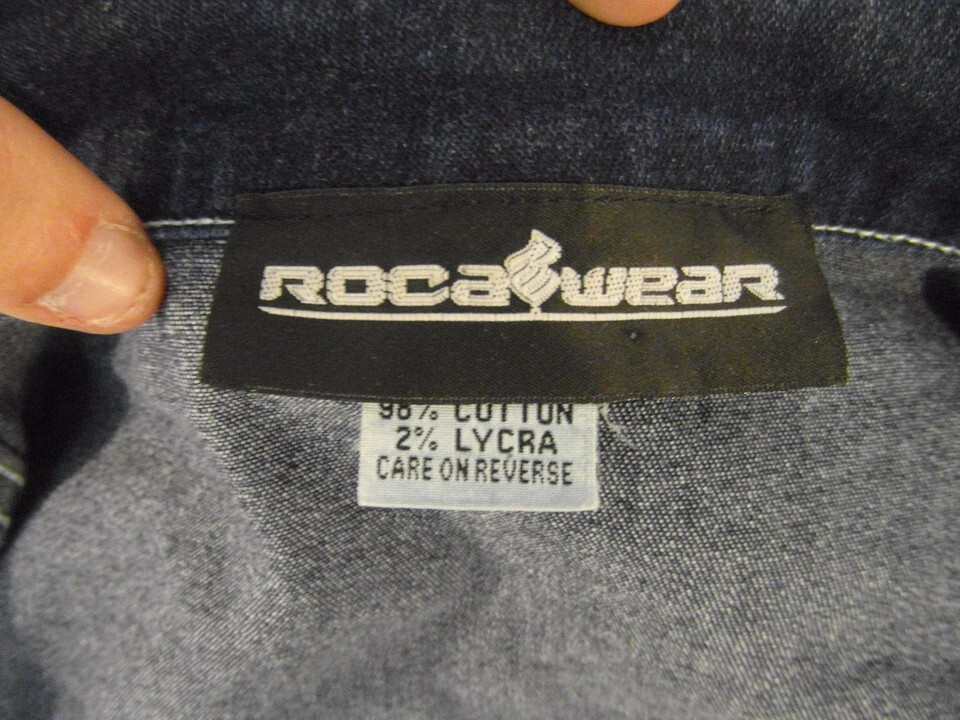 ROCAWEAR
98% COTTON
2% LYCRA
CARE ON REVERSE